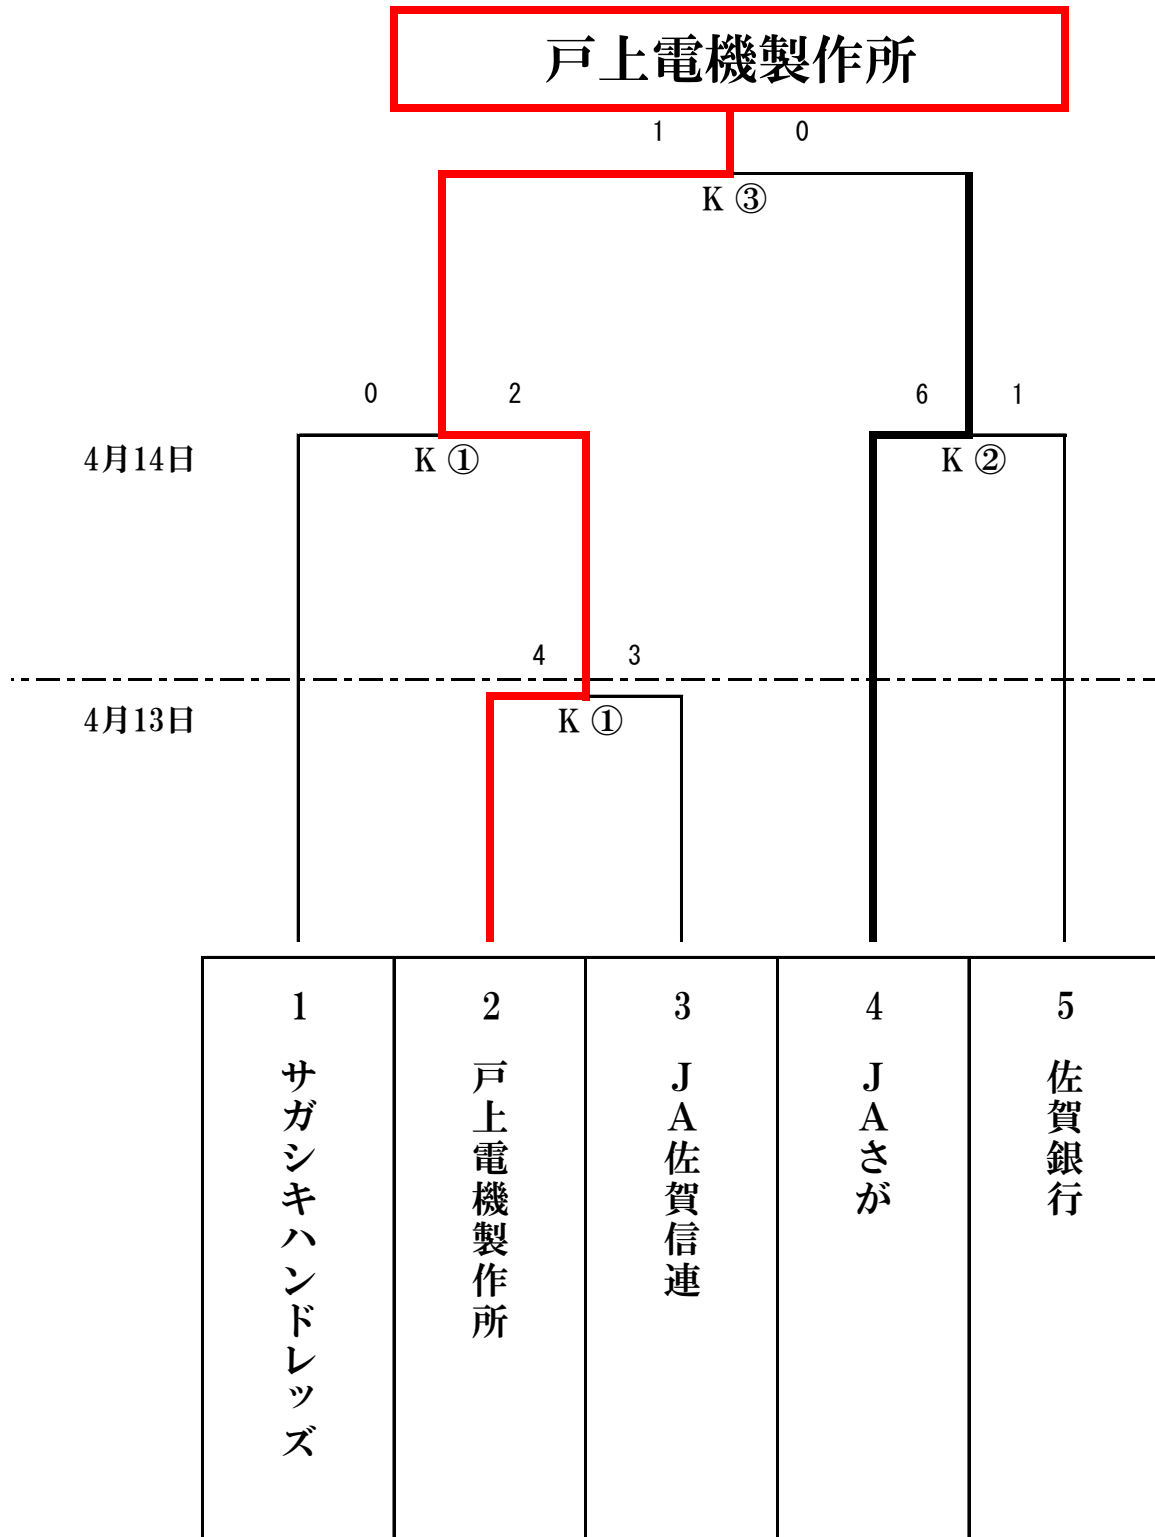 戸上電機製作所
1 0
K ③
0 2 6 1
4月14日 K ① K ②
4 3
4月13日 K ①
1 2 3 4 5
サガシキハンドレッズ
戸上電機製作所
JA佐賀信連
JAさが
佐賀銀行